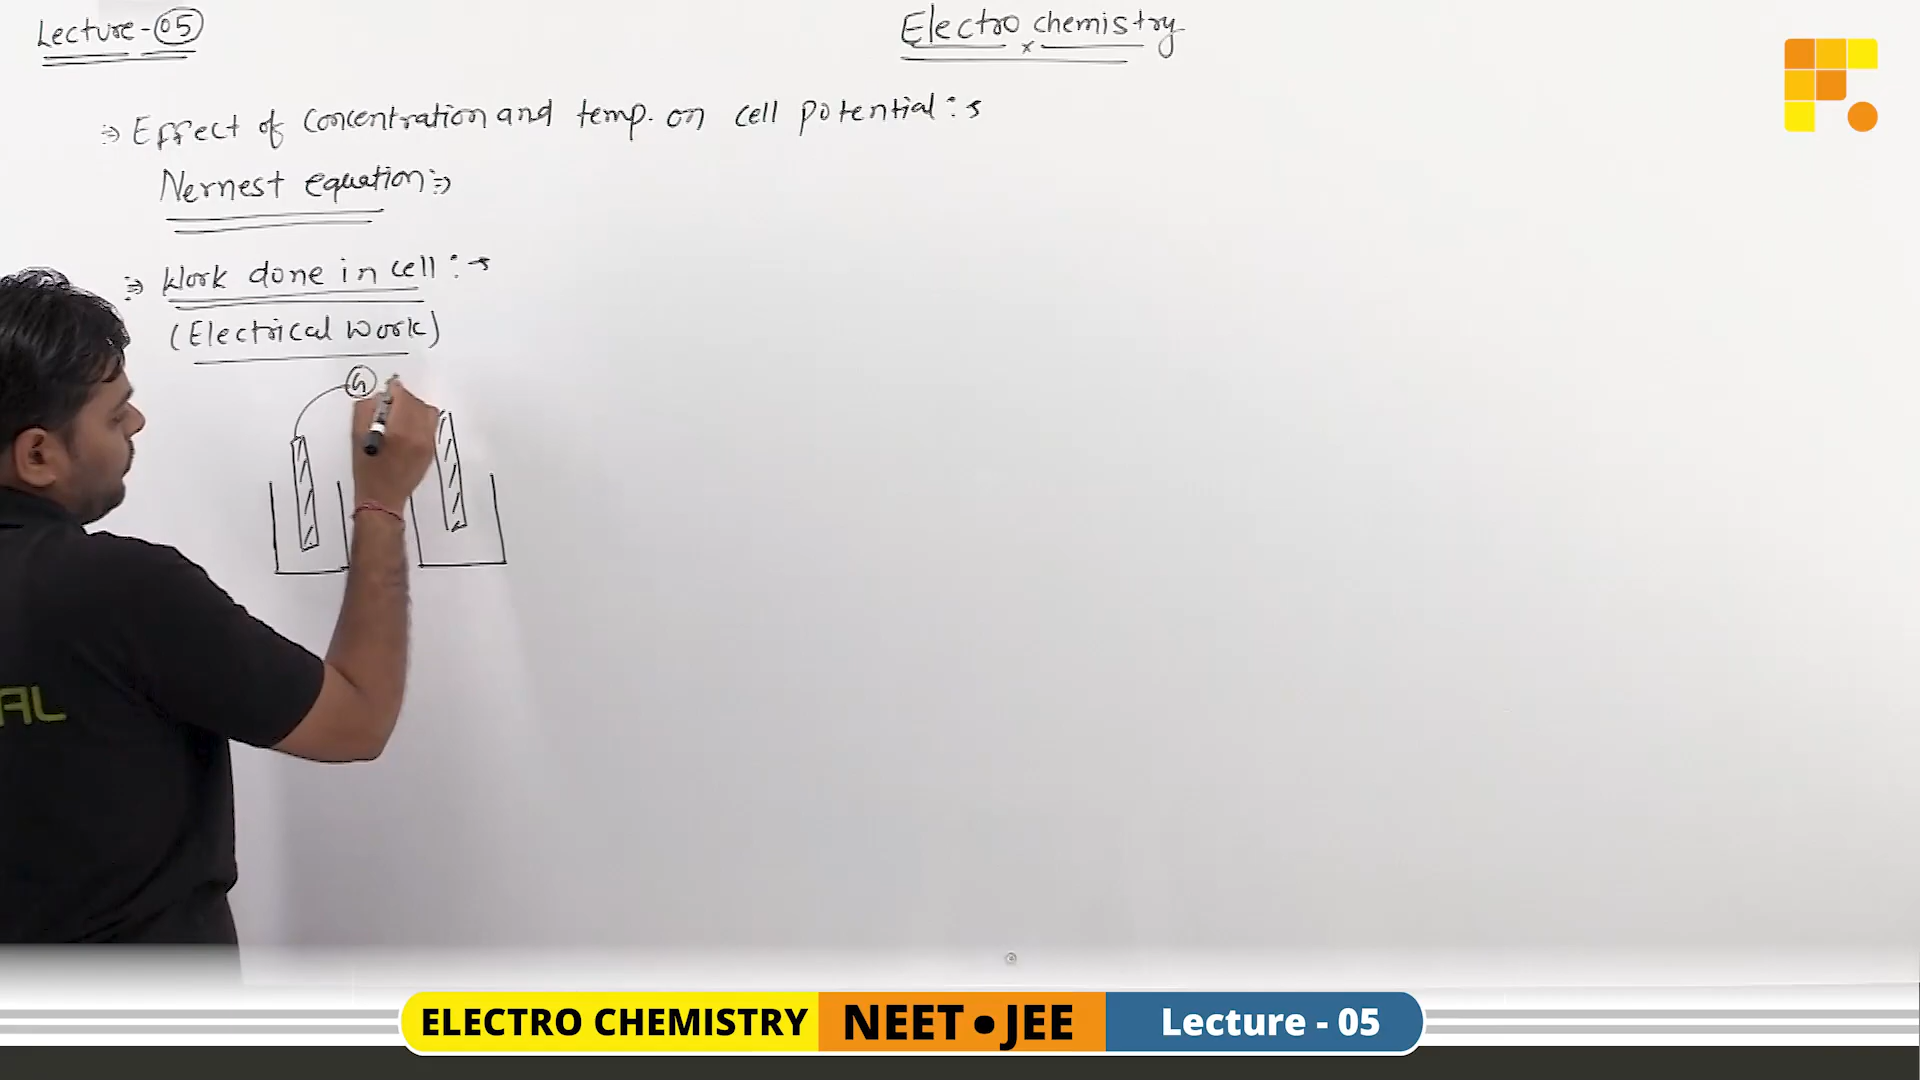 Lecture-05
Electro chemistry
Effect of concentration and temp. on cell potential:
Nernest equation
Work done in cell:
(Electrical Work)
G
AL
ELECTRO CHEMISTRY
NEET • JEE
Lecture - 05